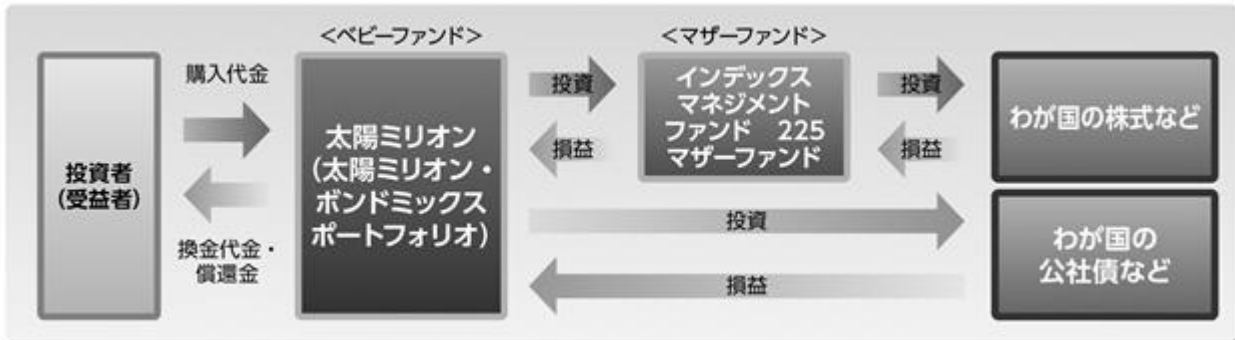 <ベビーファンド>
<マザーファンド>
購入代金
投資者
(受益者)
換金代金・
償還金
太陽ミリオン
(太陽ミリオン・
ボンドミックス
ポートフォリオ)
投資
損益
インデックス
マネジメント
ファンド 225
マザーファンド
投資
損益
わが国の株式など
投資
損益
わが国の
公社債など